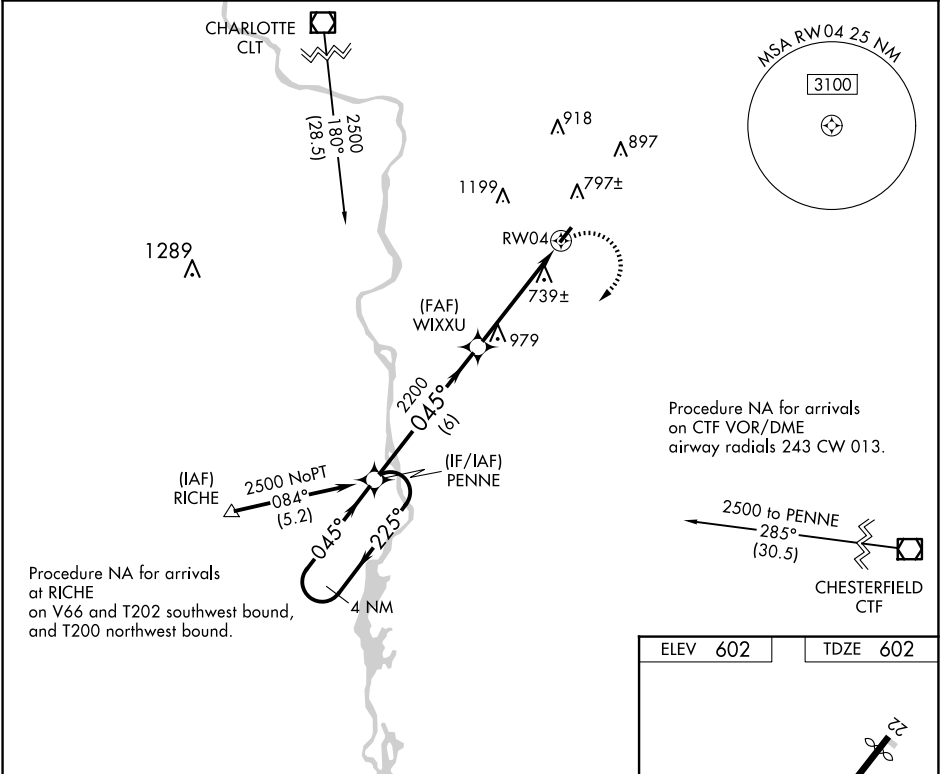 CHARLOTTE
CLT
2500
180°
(28.5)
MSA RW04 25 NM
3100
918
897
1199
797±
RW04
1289
739±
(FAF)
WIXXU
979
2200
045°
(6)
Procedure NA for arrivals
on CTF VOR/DME
airway radials 243 CW 013.
(IAF)
RICHE
2500 NoPT
084°
(5.2)
(IF/IAF)
PENNE
045°
225°
4 NM
2500 to PENNE
285°
(30.5)
CHESTERFIELD
CTF
Procedure NA for arrivals
at RICHE
on V66 and T202 southwest bound,
and T200 northwest bound.
ELEV 602
TDZE 602
22